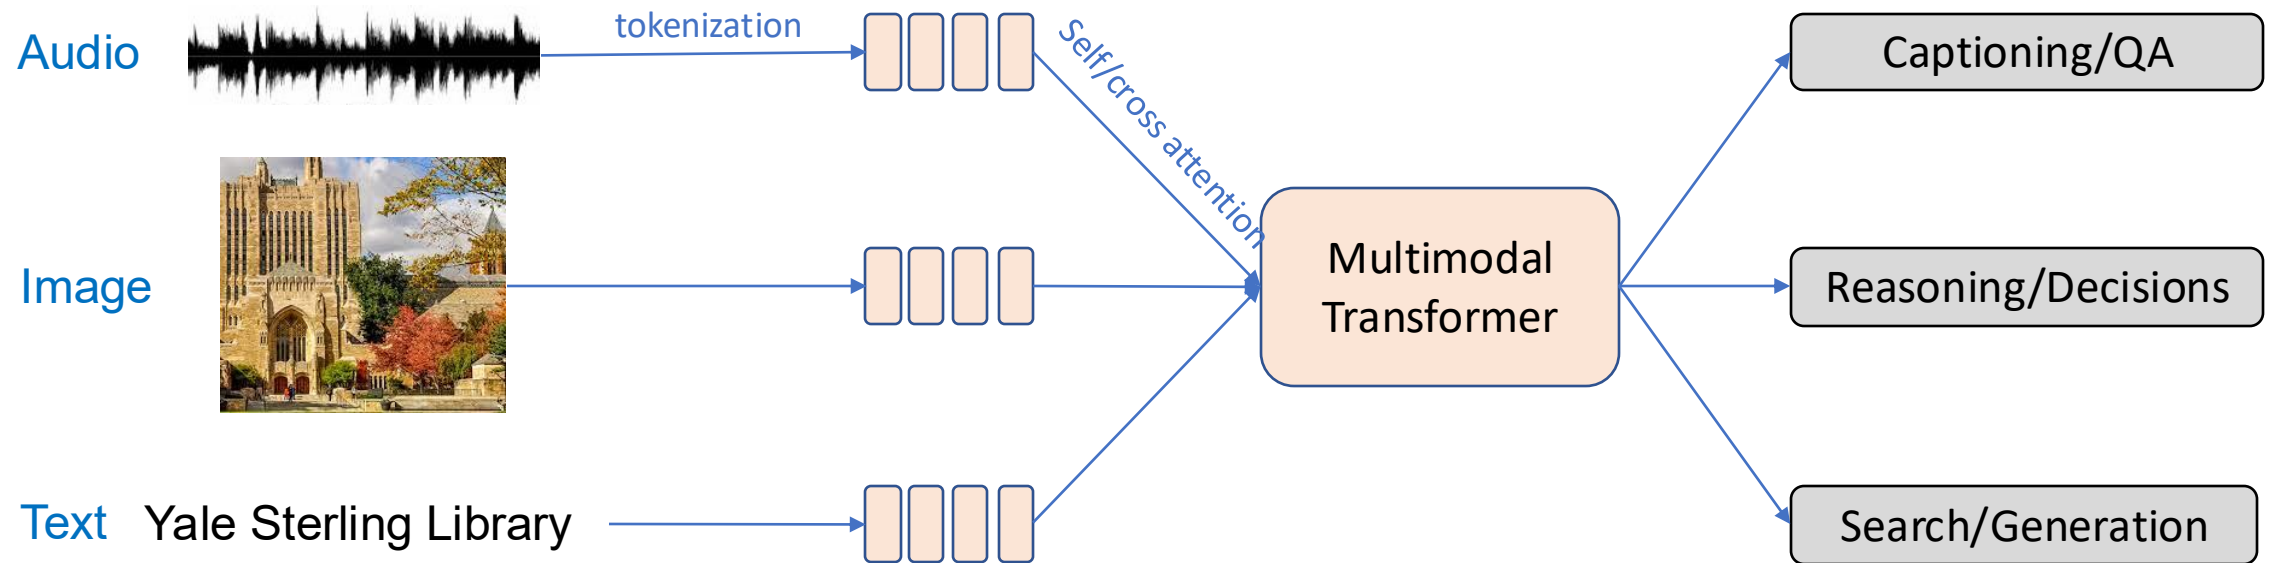 Audio
tokenization
Self/cross attention
Captioning/QA
Image
Multimodal
Transformer
Reasoning/Decisions
Text
Yale Sterling Library
Search/Generation